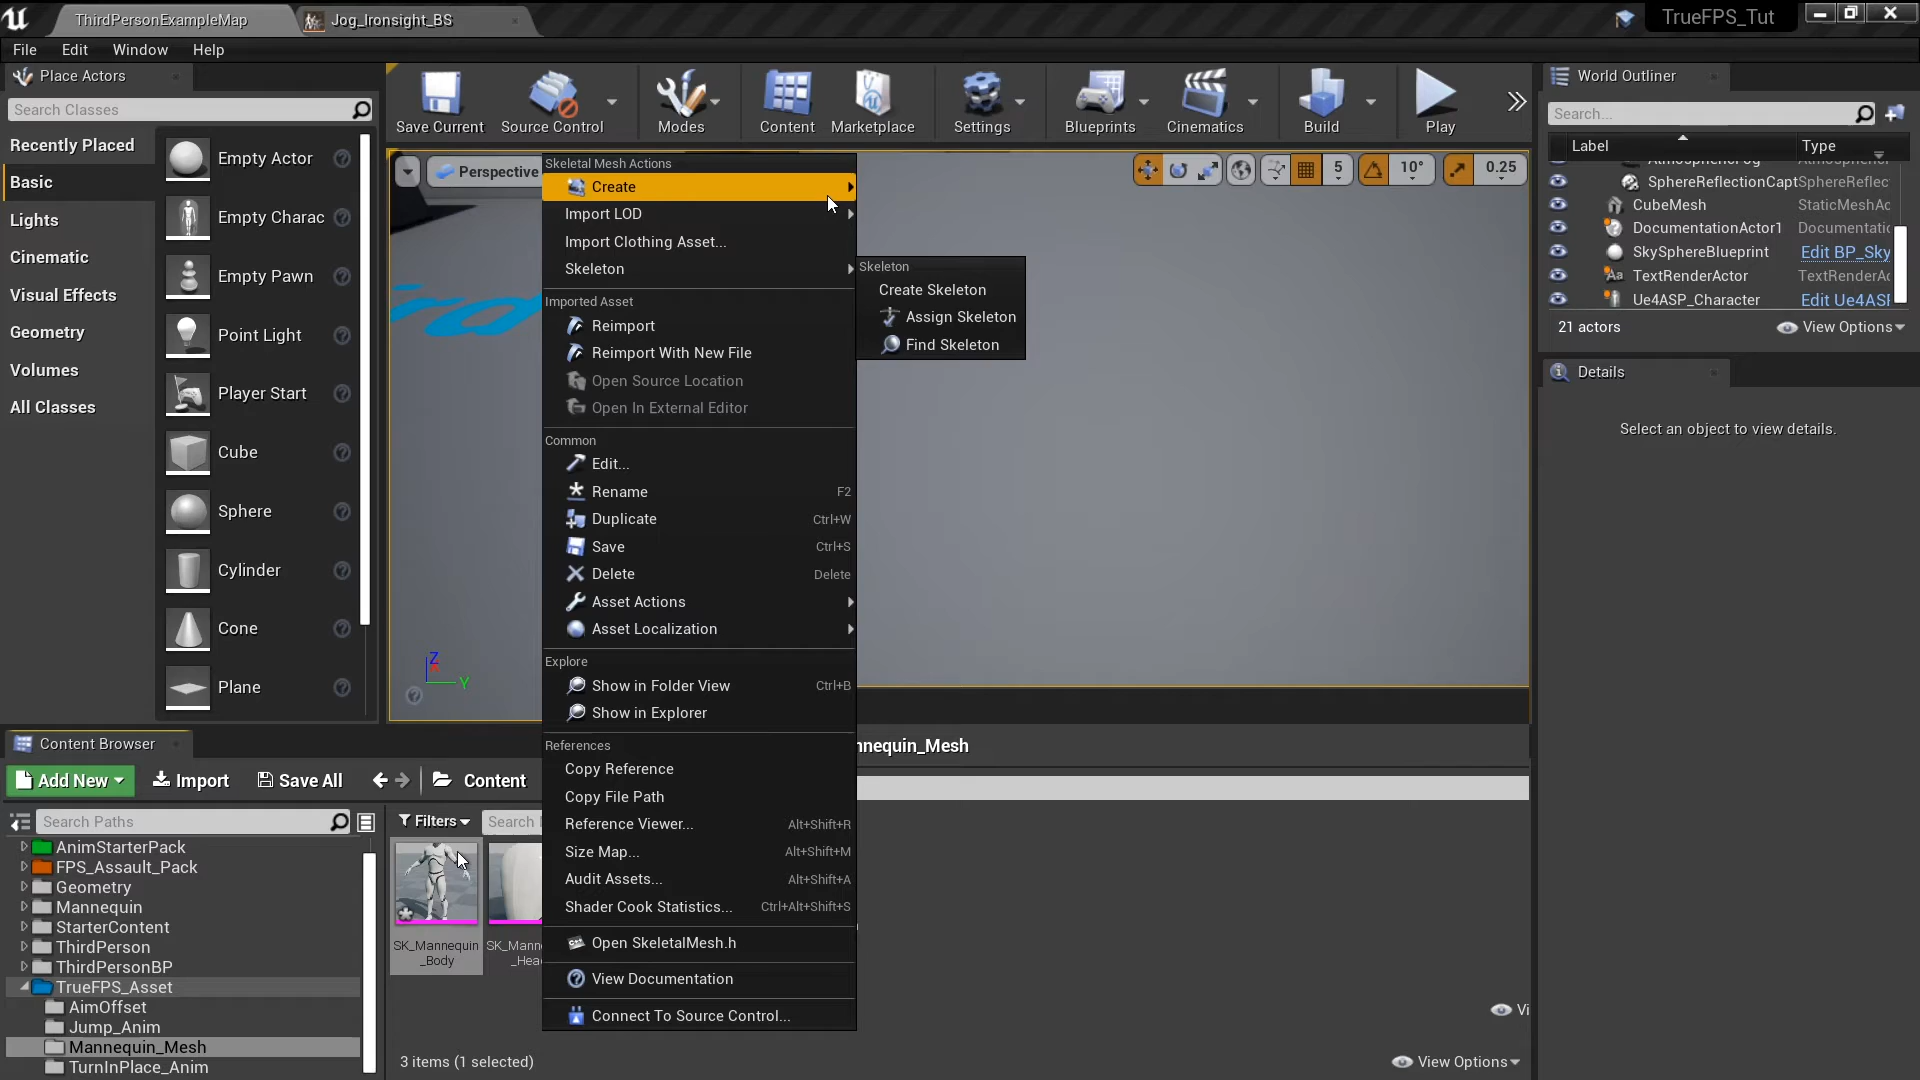 ThirdPersonExampleMap
Jog_Ironsight_BS
TrueFPS_Tut
File Edit Window Help
Place Actors
Search Classes
Recently Placed
Basic
Lights
Cinematic
Visual Effects
Geometry
Volumes
All Classes
Empty Actor
Empty Charac
Empty Pawn
Point Light
Player Start
Cube
Sphere
Cylinder
Cone
Plane
Save Current
Source Control
Modes
Content
Marketplace
Settings
Blueprints
Cinematics
Build
Play
Perspective
5
10°
0.25
Skeletal Mesh Actions
Create
Import LOD
Import Clothing Asset...
Skeleton
Imported Asset
Reimport
Reimport With New File
Open Source Location
Open In External Editor
Common
Edit...
Rename F2
Duplicate Ctrl+W
Save Ctrl+S
Delete Delete
Asset Actions
Asset Localization
Explore
Show in Folder View Ctrl+B
Show in Explorer
References
Copy Reference
Copy File Path
Reference Viewer... Alt+Shift+R
Size Map... Alt+Shift+M
Audit Assets... Alt+Shift+A
Shader Cook Statistics... Ctrl+Alt+Shift+S
Open SkeletalMesh.h
View Documentation
Connect To Source Control...
Skeleton
Create Skeleton
Assign Skeleton
Find Skeleton
Z
Y
World Outliner
Search...
Label Type
SphereReflectionCapt SphereReflec
CubeMesh StaticMeshAc
DocumentationActor1 Documentatic
SkySphereBlueprint Edit BP_Sky
TextRenderActor TextRenderAc
Ue4ASP_Character Edit Ue4ASF
21 actors
View Options
Details
Select an object to view details.
Content Browser
nnequin_Mesh
Add New
Import
Save All
Content
Search Paths
Filters
Search
AnimStarterPack
FPS_Assault_Pack
Geometry
Mannequin
StarterContent
ThirdPerson
ThirdPersonBP
TrueFPS_Asset
AimOffset
Jump_Anim
Mannequin_Mesh
TurnInPlace_Anim
SK_Mannequin
_Body
SK_Mann
_Hea
Vi
3 items (1 selected)
View Options